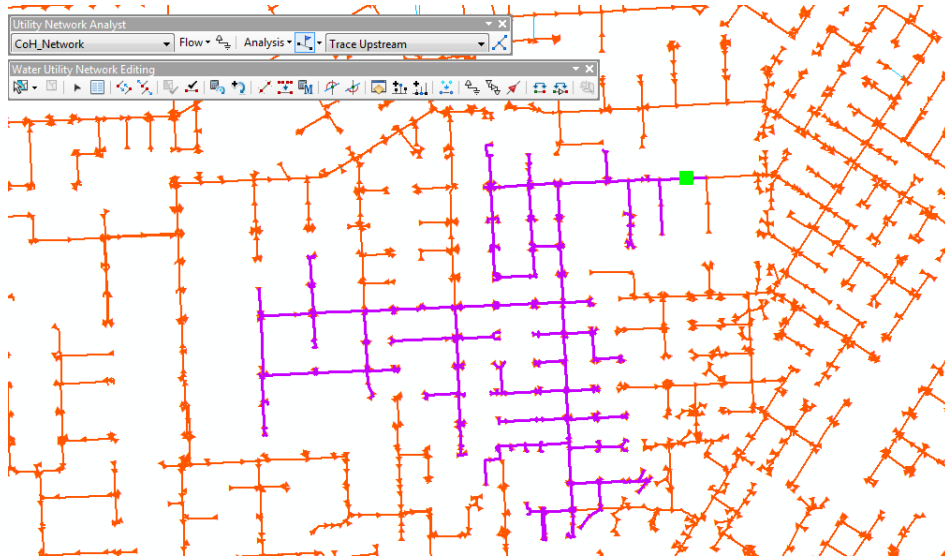 Utility Network Analyst
CoH_Network Flow Analysis Trace Upstream
Water Utility Network Editing